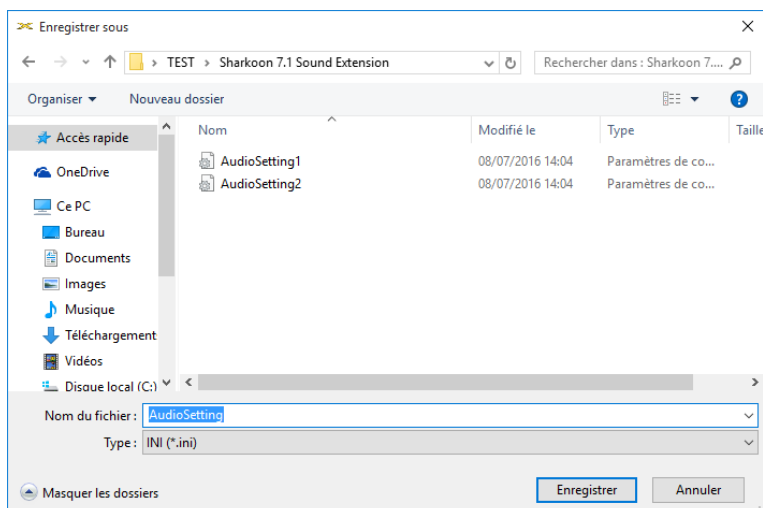 Enregistrer sous
TEST > Sharkoon 7.1 Sound Extension
Rechercher dans : Sharkoon 7....
Organiser
Nouveau dossier
Nom
Modifié le
Type
Taille
Accès rapide
OneDrive
Ce PC
Bureau
Documents
Images
Musique
Téléchargement
Vidéos
Disque local (C:)
AudioSetting1 08/07/2016 14:04 Paramètres de co...
AudioSetting2 08/07/2016 14:04 Paramètres de co...
Nom du fichier : AudioSetting
Type : INI (*.ini)
Masquer les dossiers
Enregistrer
Annuler